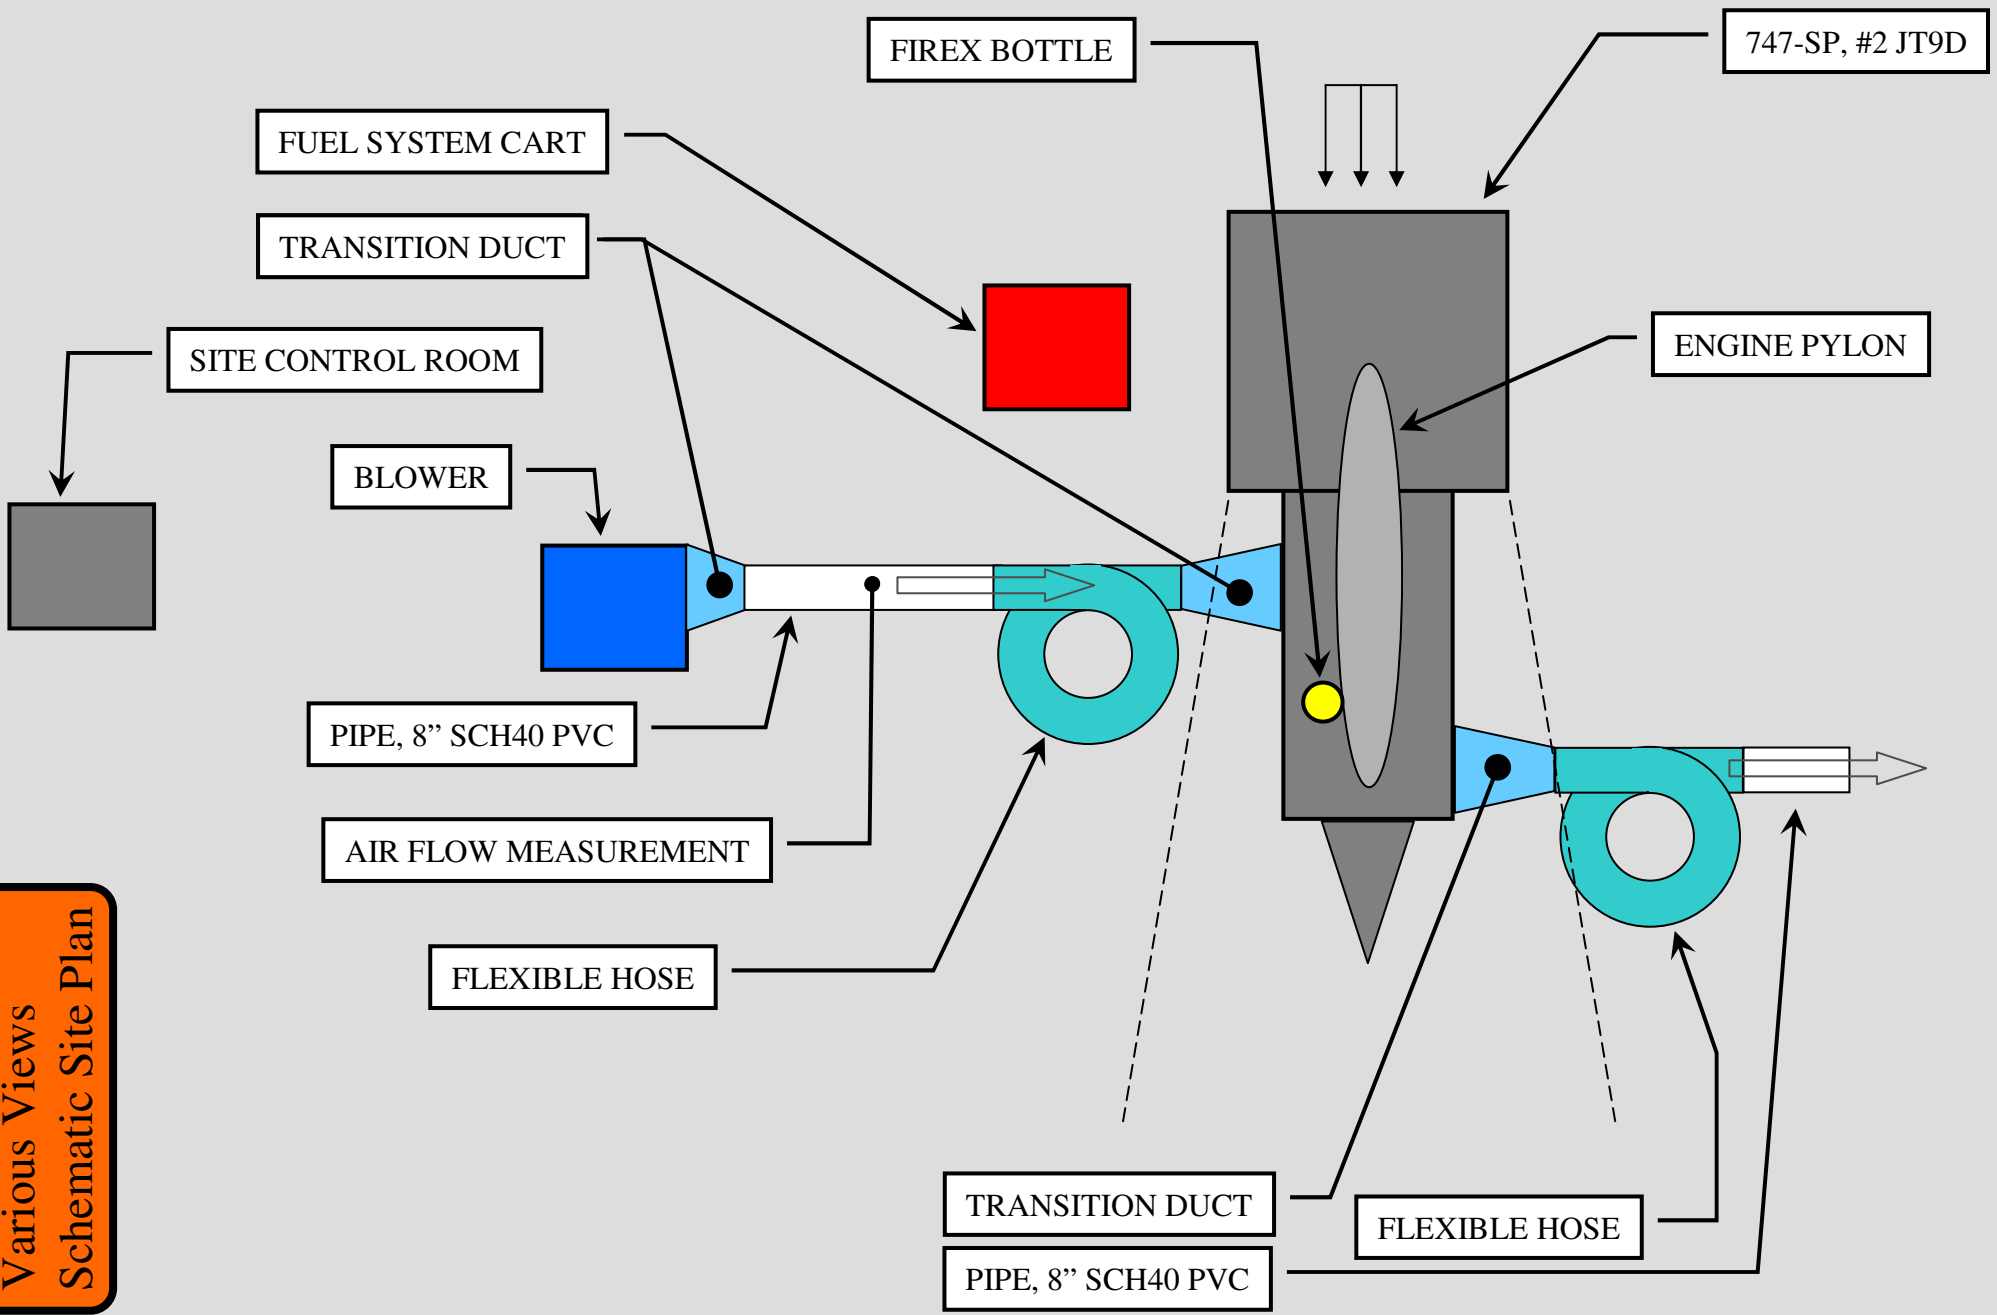 FIREX BOTTLE
747-SP, #2 JT9D
FUEL SYSTEM CART
TRANSITION DUCT
SITE CONTROL ROOM
ENGINE PYLON
BLOWER
PIPE, 8” SCH40 PVC
AIR FLOW MEASUREMENT
FLEXIBLE HOSE
TRANSITION DUCT
FLEXIBLE HOSE
PIPE, 8” SCH40 PVC
Various Views
Schematic Site Plan